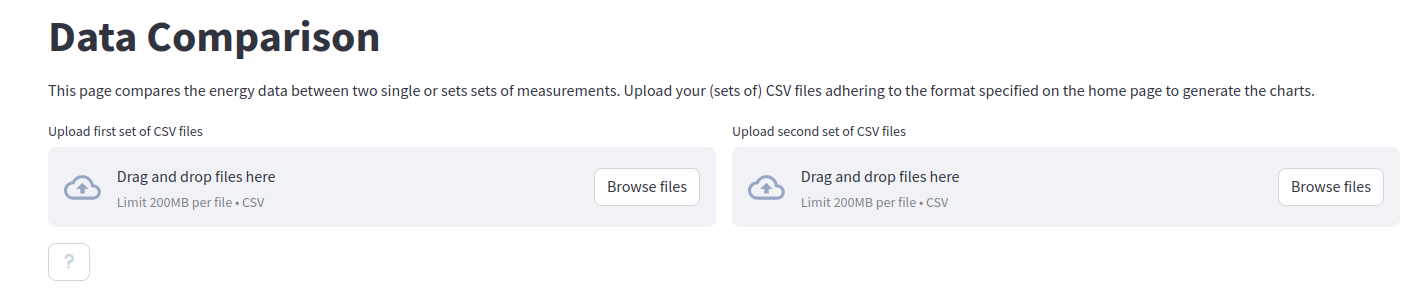 Data Comparison
This page compares the energy data between two single or sets sets of measurements. Upload your (sets of) CSV files adhering to the format specified on the home page to generate the charts.
Upload first set of CSV files
Upload second set of CSV files
Drag and drop files here
Limit 200MB per file • CSV
Browse files
Drag and drop files here
Limit 200MB per file • CSV
Browse files
?